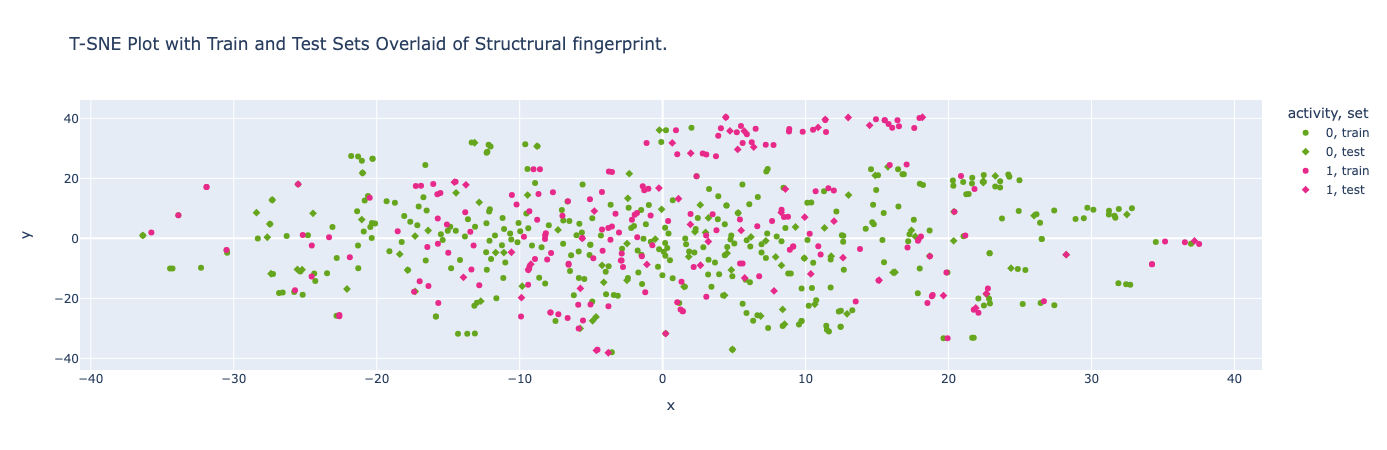 T-SNE Plot with Train and Test Sets Overlaid of Structrural fingerprint.
activity, set
0, train
0, test
1, train
1, test
40
20
0
−20
−40
y
−40
−30
−20
−10
0
10
20
30
40
x